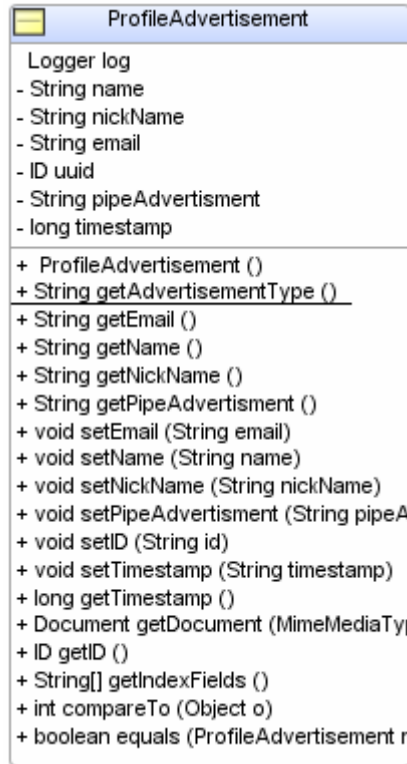 ProfileAdvertisement
Logger log
- String name
- String nickName
- String email
- ID uuid
- String pipeAdvertisment
- long timestamp
+ ProfileAdvertisement ()
+ String getAdvertisementType ()
+ String getEmail ()
+ String getName ()
+ String getNickName ()
+ String getPipeAdvertisment ()
+ void setEmail (String email)
+ void setName (String name)
+ void setNickName (String nickName)
+ void setPipeAdvertisment (String pipeA
+ void setID (String id)
+ void setTimestamp (String timestamp)
+ long getTimestamp ()
+ Document getDocument (MimeMediaTyp
+ ID getID ()
+ String[] getIndexFields ()
+ int compareTo (Object o)
+ boolean equals (ProfileAdvertisement